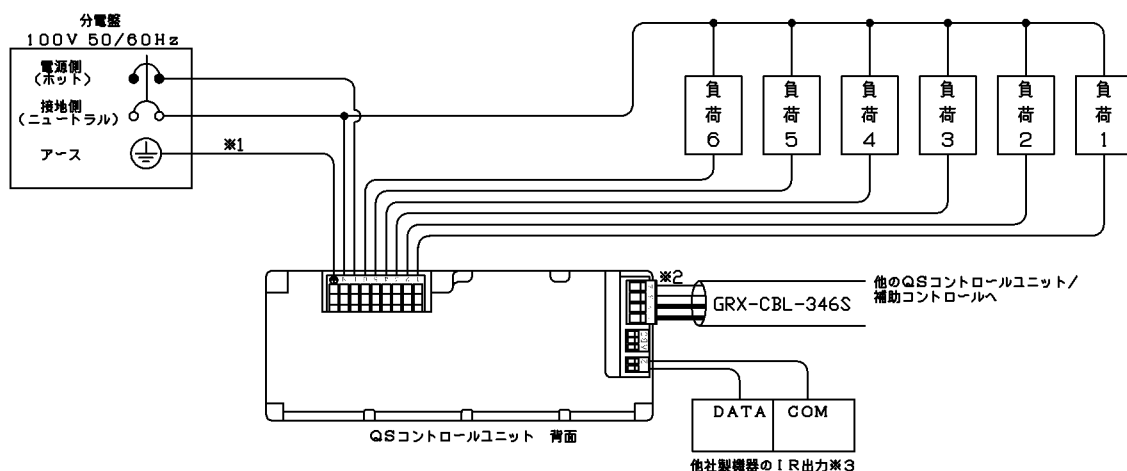 分電盤
100V 50/60Hz
電源側
(ホット)
接地側
(ニュートラル)
アース
※1
負荷6
負荷5
負荷4
負荷3
負荷2
負荷1
※2
GRX-CBL-346S
他のQSコントロールユニット/
補助コントロールへ
DATA COM
QSコントロールユニット 背面
他社製機器のIR出力※3